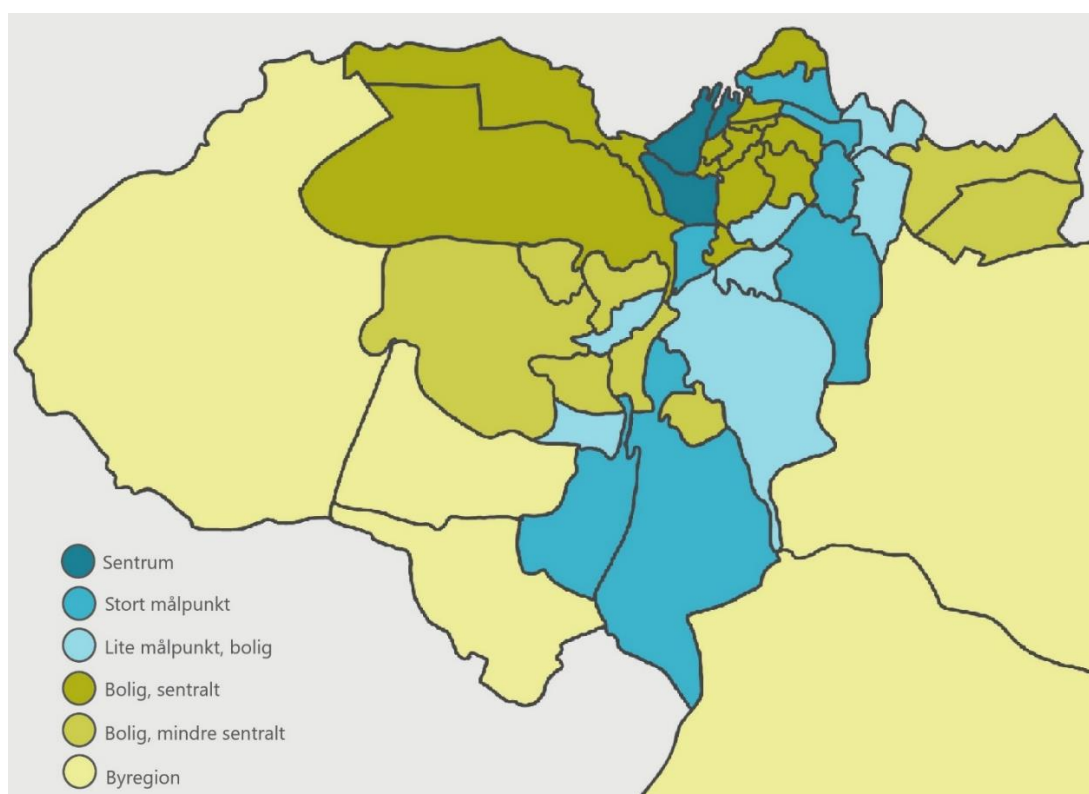 Sentrum
Stort målpunkt
Lite målpunkt, bolig
Bolig, sentralt
Bolig, mindre sentralt
Byregion